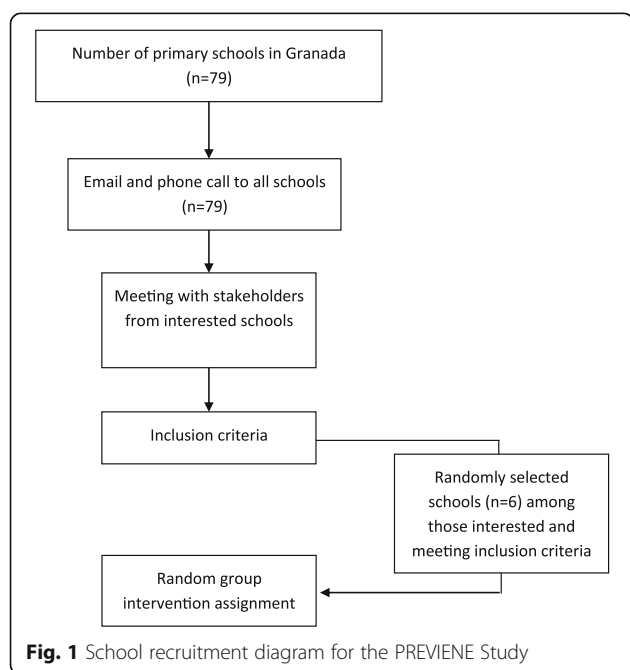 Number of primary schools in Granada
(n=79)
Email and phone call to all schools
(n=79)
Meeting with stakeholders
from interested schools
Inclusion criteria
Randomly selected
schools (n=6) among
those interested and
meeting inclusion criteria
Random group
intervention assignment
Fig. 1 School recruitment diagram for the PREVIENE Study